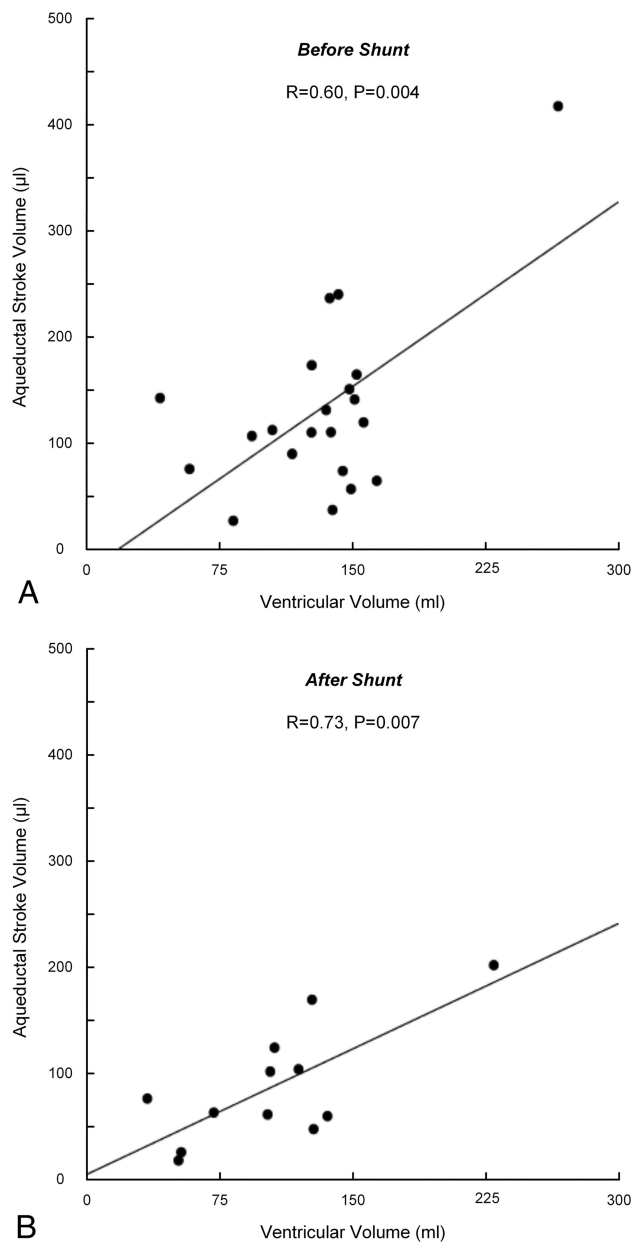 500
Before Shunt
R=0.60, P=0.004
400
300
200
100
0
Aqueductal Stroke Volume (µl)
0 75 150 225 300
Ventricular Volume (ml)
A
500
After Shunt
R=0.73, P=0.007
400
300
200
100
0
Aqueductal Stroke Volume (µl)
0 75 150 225 300
Ventricular Volume (ml)
B